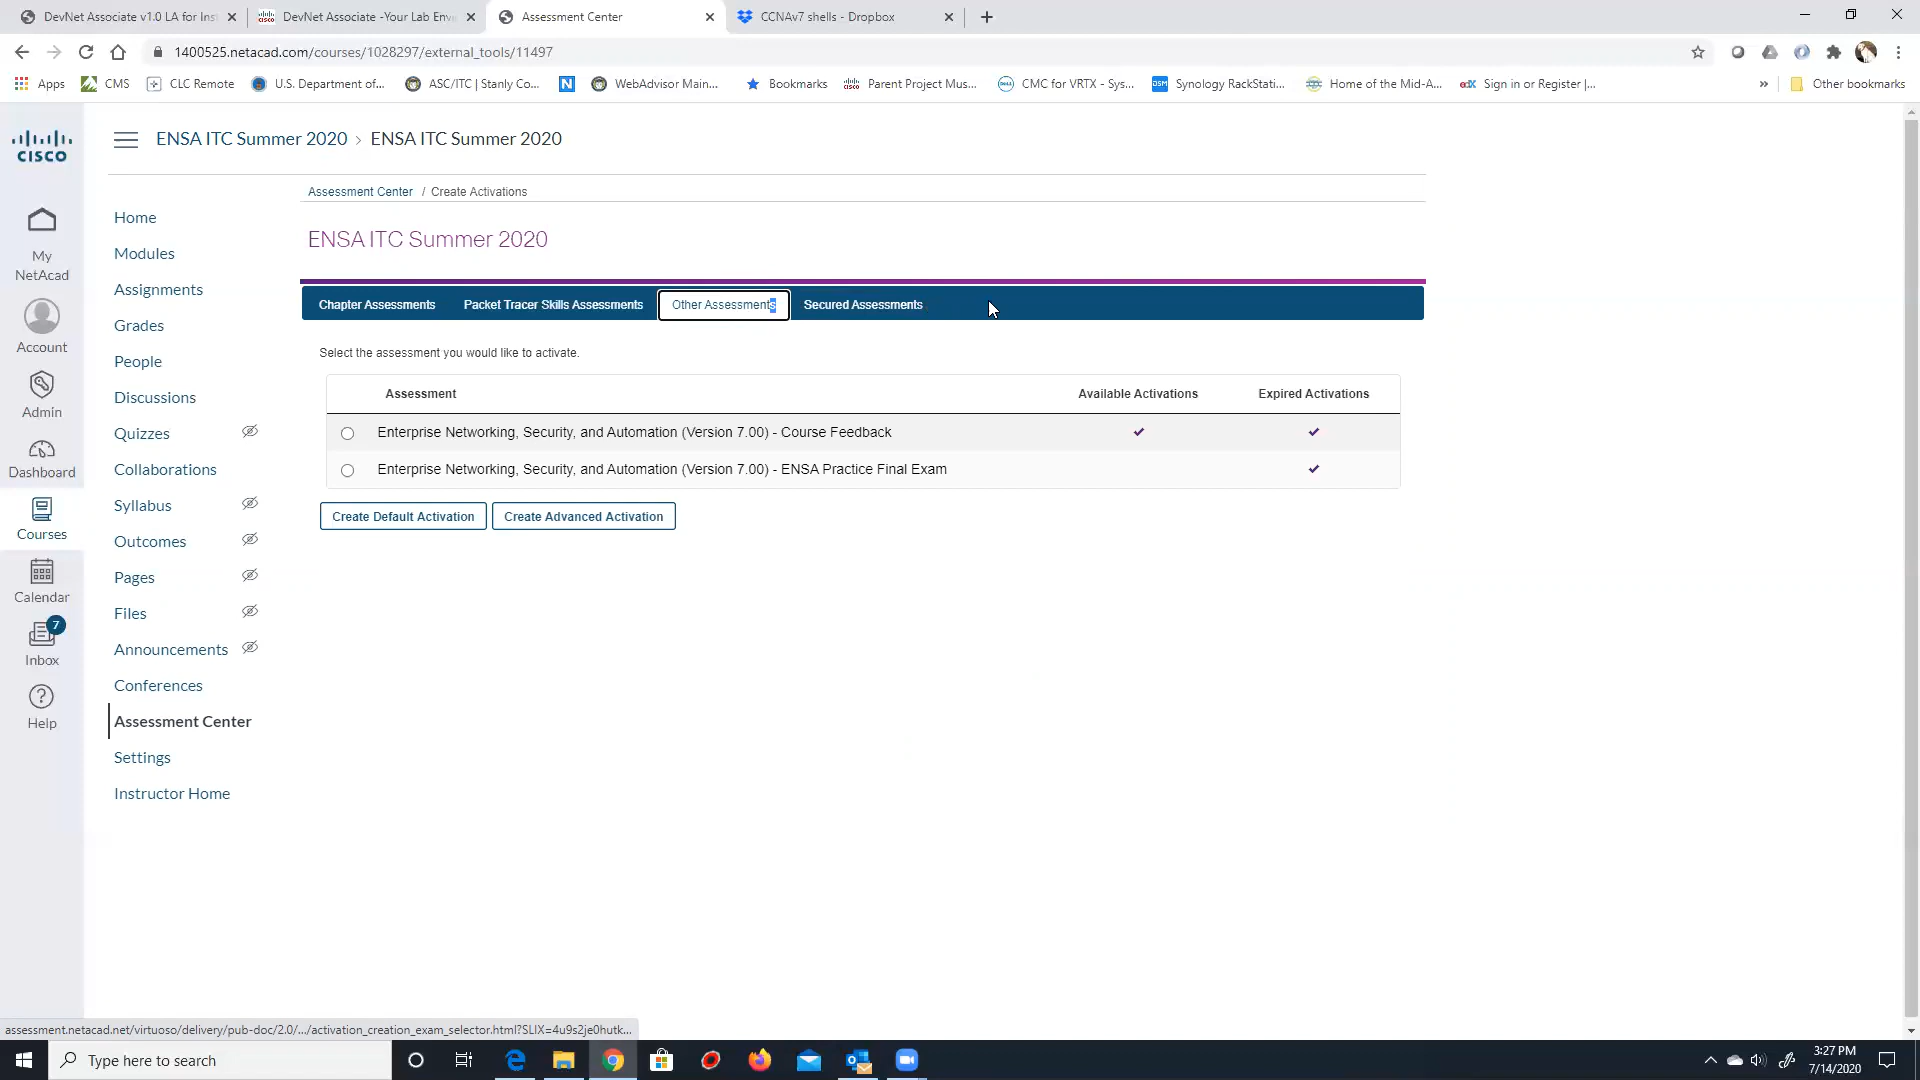 DevNet Associate v1.0 LA for Inst
DevNet Associate -Your Lab Env
Assessment Center
CCNAv7 shells - Dropbox
1400525.netacad.com/courses/1028297/external_tools/11497
Apps
CMS
CLC Remote
U.S. Department of...
ASC/ITC | Stanly Co...
WebAdvisor Main...
Bookmarks
Parent Project Mus...
CMC for VRTX - Sys...
Synology RackStati...
Home of the Mid-A...
Sign in or Register |...
»
Other bookmarks
CISCO
My NetAcad
Account
Admin
Dashboard
Courses
Calendar
7
Inbox
Help
ENSA ITC Summer 2020 › ENSA ITC Summer 2020
Home
Modules
Assignments
Grades
People
Discussions
Quizzes
Collaborations
Syllabus
Outcomes
Pages
Files
Announcements
Conferences
Assessment Center
Settings
Instructor Home
Assessment Center / Create Activations
ENSA ITC Summer 2020
Chapter Assessments
Packet Tracer Skills Assessments
Other Assessments
Secured Assessments
Select the assessment you would like to activate.
Assessment
Available Activations
Expired Activations
Enterprise Networking, Security, and Automation (Version 7.00) - Course Feedback
Enterprise Networking, Security, and Automation (Version 7.00) - ENSA Practice Final Exam
Create Default Activation
Create Advanced Activation
assessment.netacad.net/virtuoso/delivery/pub-doc/2.0/.../activation_creation_exam_selector.html?SLIX=4u9s2je0hutk...
Type here to search
3:27 PM
7/14/2020